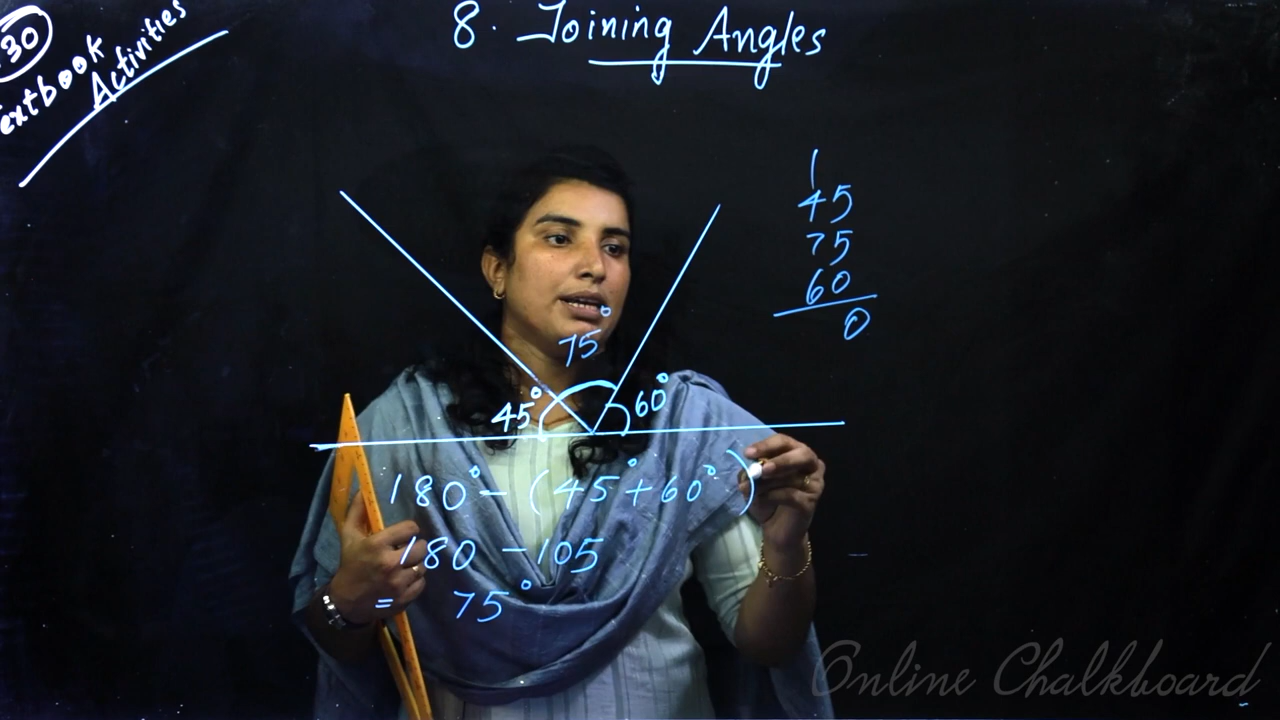 8. Joining Angles
30
Textbook
Activities
1
45
75
60
0
75°
45°
60°
180° - (45° + 60°)
180 - 105
= 75°
Online Chalkboard